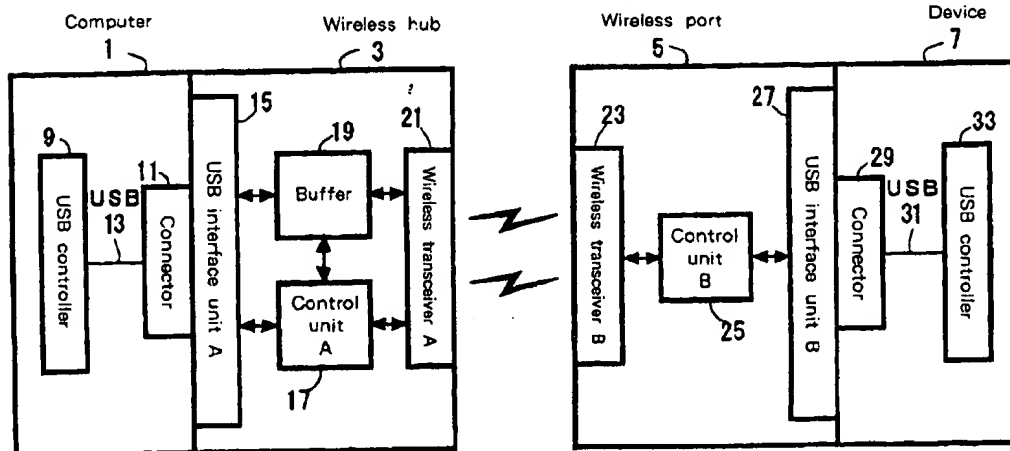 Computer
1
Wireless hub
3
Wireless port
5
Device
7
9
USB controller
USB
13
11
Connector
15
USB interface unit A
19
Buffer
Control
unit
A
17
21
Wireless transceiver A
23
Wireless transceiver B
Control
unit
B
25
27
USB interface unit B
29
Connector
USB
31
33
USB controller